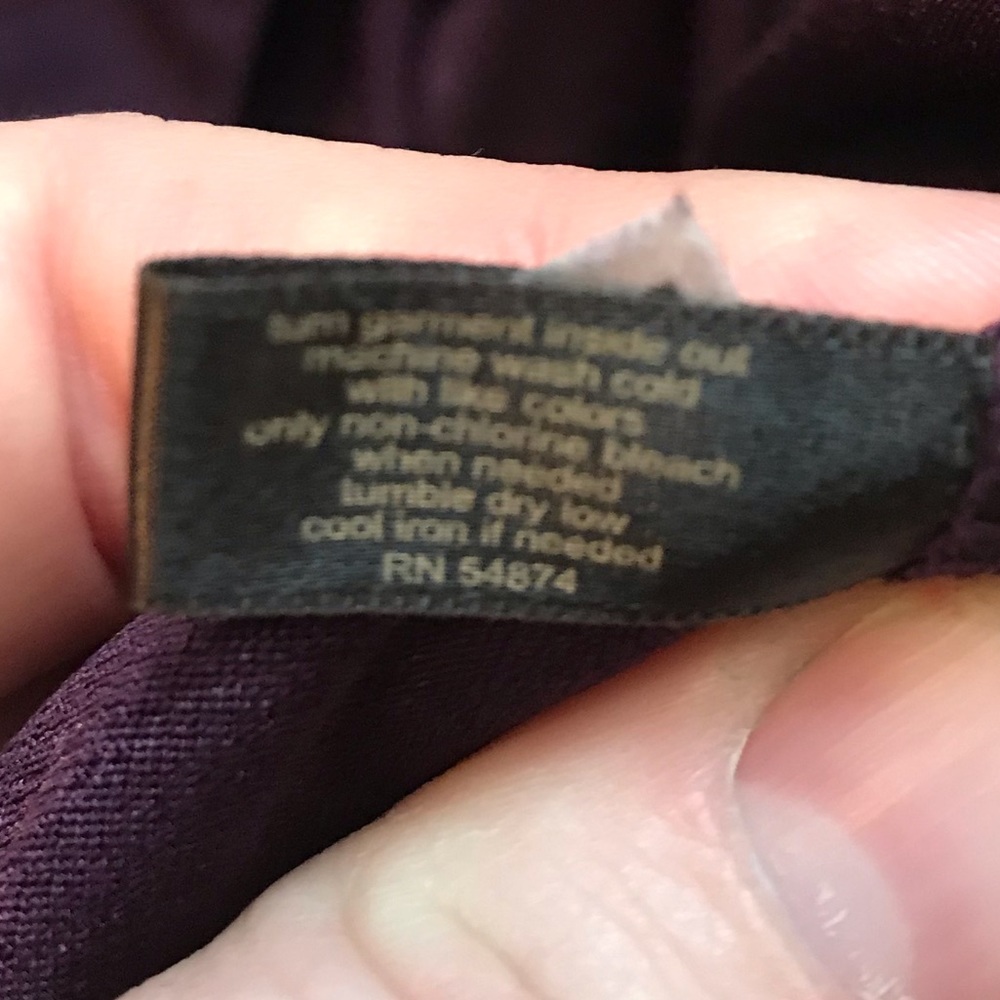 turn garment inside out
machine wash cold
with like colors
only non-chlorine bleach
when needed
tumble dry low
cool iron if needed
RN 54874